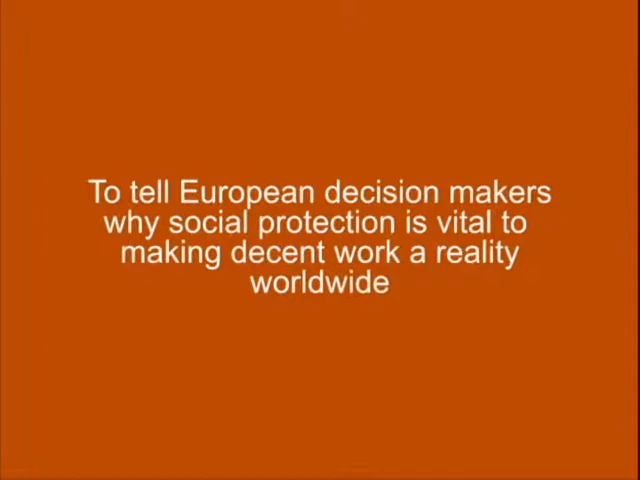 To tell European decision makers
why social protection is vital to
making decent work a reality
worldwide